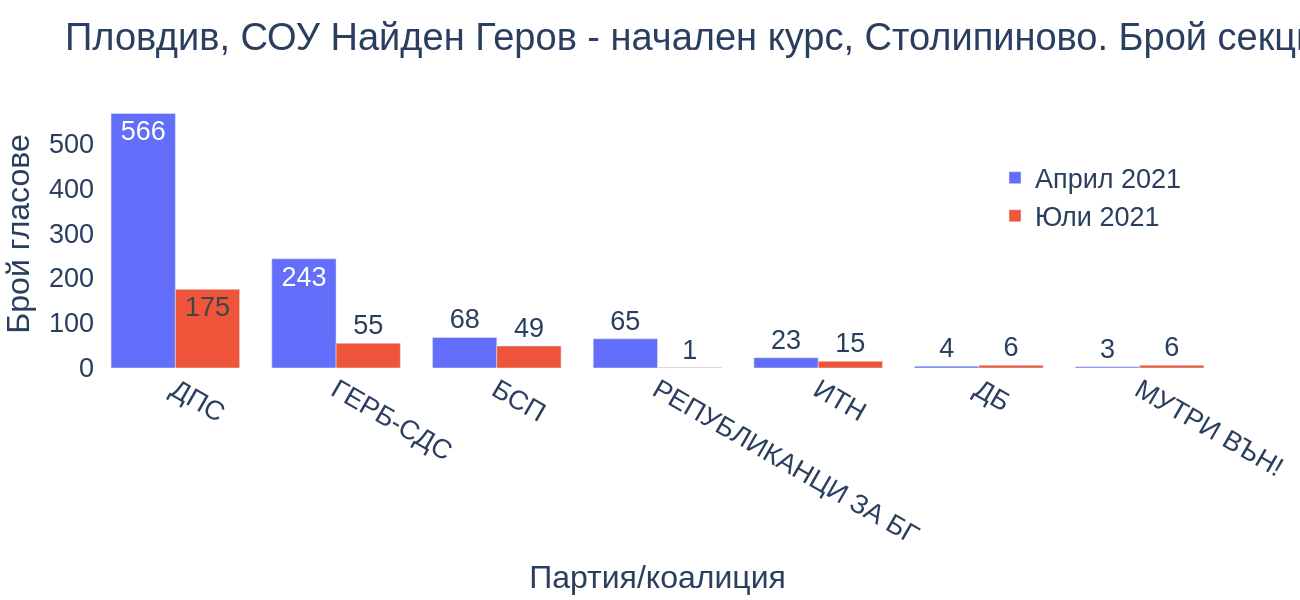 Пловдив, СОУ Найден Геров - начален курс, Столипиново. Брой
Брой гласове
500
400
300
200
100
0
566
175
243
55
68
49
65
1
23
15
4
6
3
6
Април 2021
Юли 2021
ДПС
ГЕРБ-СДС
БСП
РЕПУБЛИКАНЦИ ЗА БГ
ИТН
ДБ
МУТРИ ВЪН!
Партия/коалиция